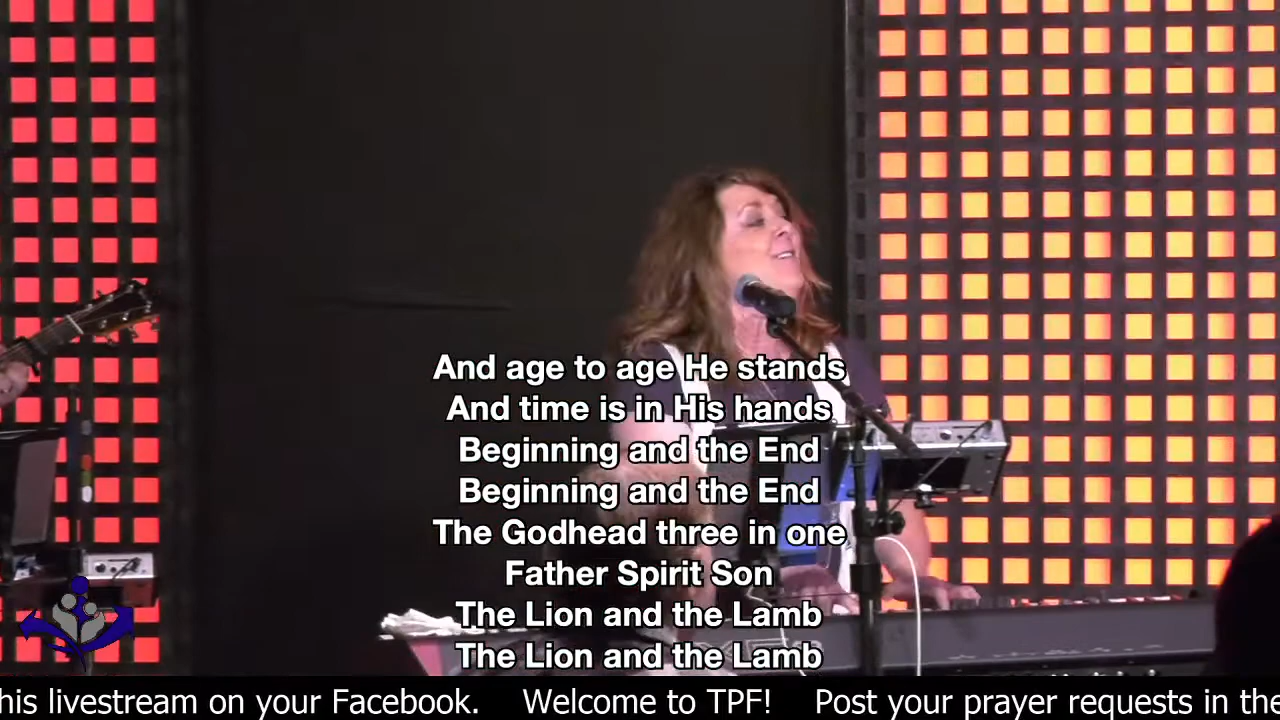 And age to age He stands
And time is in His hands
Beginning and the End
Beginning and the End
The Godhead three in one
Father Spirit Son
The Lion and the Lamb
The Lion and the Lamb
his livestream on your Facebook. Welcome to TPF! Post your prayer requests in the